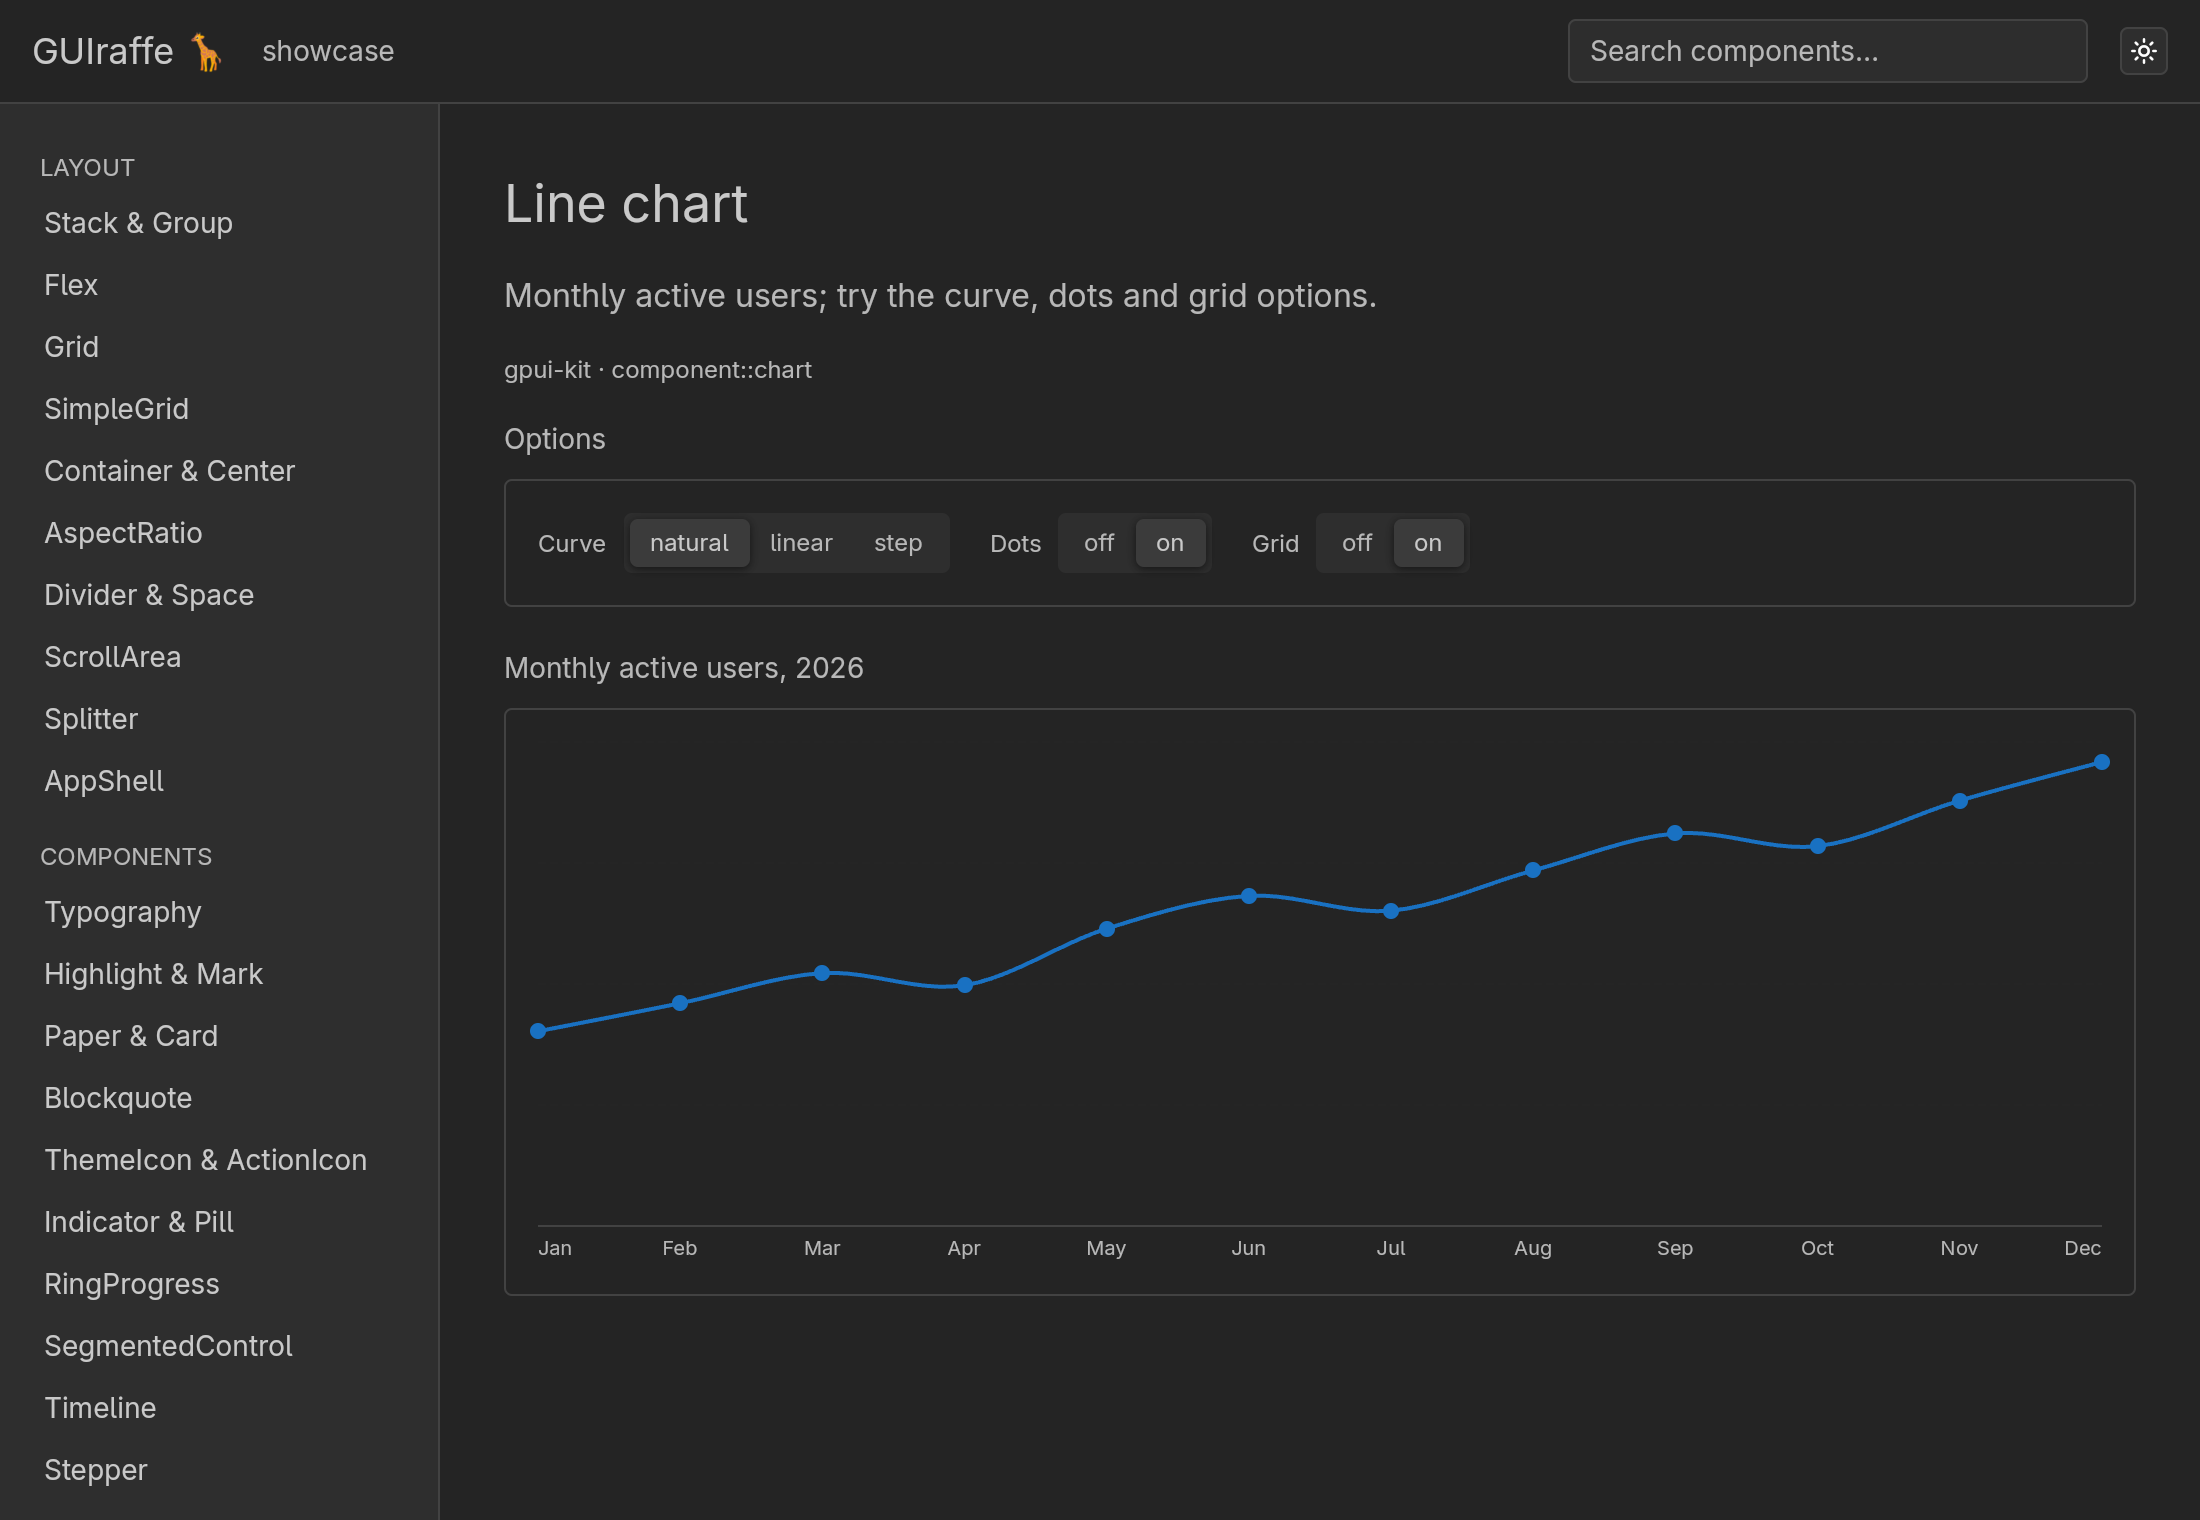 GUIraffe 🦒 showcase
Search components...
LAYOUT
Stack & Group
Flex
Grid
SimpleGrid
Container & Center
AspectRatio
Divider & Space
ScrollArea
Splitter
AppShell
COMPONENTS
Typography
Highlight & Mark
Paper & Card
Blockquote
ThemeIcon & ActionIcon
Indicator & Pill
RingProgress
SegmentedControl
Timeline
Stepper
Line chart
Monthly active users; try the curve, dots and grid options.
gpui-kit · component::chart
Options
Curve natural linear step Dots off on Grid off on
Monthly active users, 2026
Jan Feb Mar Apr May Jun Jul Aug Sep Oct Nov Dec